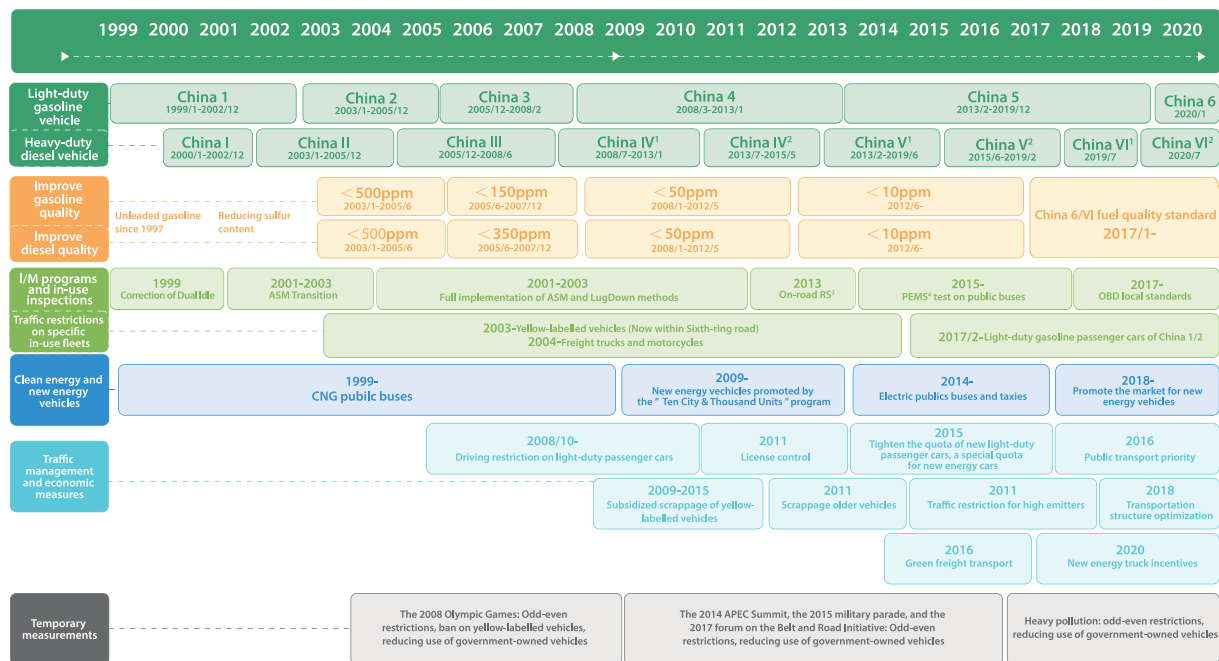 1999 2000 2001 2002 2003 2004 2005 2006 2007 2008 2009 2010 2011 2012 2013 2014 2015 2016 2017 2018 2019 2020
Light-duty
gasoline
vehicle
China 1
1999/1-2002/12
China 2
2003/1-2005/12
China 3
2005/12-2008/2
China 4
2008/3-2013/1
China 5
2013/2-2019/12
China 6
2020/1
Heavy-duty
diesel vehicle
China I
2000/1-2002/12
China II
2003/1-2005/12
China III
2005/12-2008/6
China IV¹
2008/7-2013/1
China IV²
2013/7-2015/5
China V¹
2013/2-2019/6
China V²
2015/6-2019/2
China VI¹
2019/7
China VI²
2020/7
Improve
gasoline
quality
Improve
diesel quality
Unleaded gasoline
since 1997
Reducing sulfur
content
<500ppm
2003/1-2005/6
<150ppm
2005/6-2007/12
<50ppm
2008/1-2012/5
<10ppm
2012/6-
<500ppm
2003/1-2005/6
<350ppm
2005/6-2007/12
<50ppm
2008/1-2012/5
<10ppm
2012/6-
China 6/VI fuel quality standard
2017/1-
I/M programs
and in-use
inspections
1999
Correction of Dual Idle
2001-2003
ASM Transition
2001-2003
Full implementation of ASM and LugDown methods
2013
On-road RS³
2015-
PEMS⁴ test on public buses
2017-
OBD local standards
Traffic restrictions
on specific
in-use fleets
2003-Yellow-labelled vehicles (Now within Sixth-ring road)
2004-Freight trucks and motorcycles
2017/2-Light-duty gasoline passenger cars of China 1/2
Clean energy and
new energy
vehicles
1999-
CNG public buses
2009-
New energy vechicles promoted by
the " Ten City & Thousand Units " program
2014-
Electric publics buses and taxies
2018-
Promote the market for new
energy vehicles
Traffic
management
and economic
measures
2008/10-
Driving restriction on light-duty passenger cars
2011
License control
2015
Tighten the quota of new light-duty
passenger cars, a special quota
for new energy cars
2016
Public transport priority
2009-2015
Subsidized scrappage of yellow-
labelled vehicles
2011
Scrappage older vehicles
2011
Traffic restriction for high emitters
2018
Transportation
structure optimization
2016
Green freight transport
2020
New energy truck incentives
Temporary
measurements
The 2008 Olympic Games: Odd-even
restrictions, ban on yellow-labelled vehicles,
reducing use of government-owned vehicles
The 2014 APEC Summit, the 2015 military parade, and the
2017 forum on the Belt and Road Initiative: Odd-even
restrictions, reducing use of government-owned vehicles
Heavy pollution: odd-even restrictions,
reducing use of government-owned vehicles